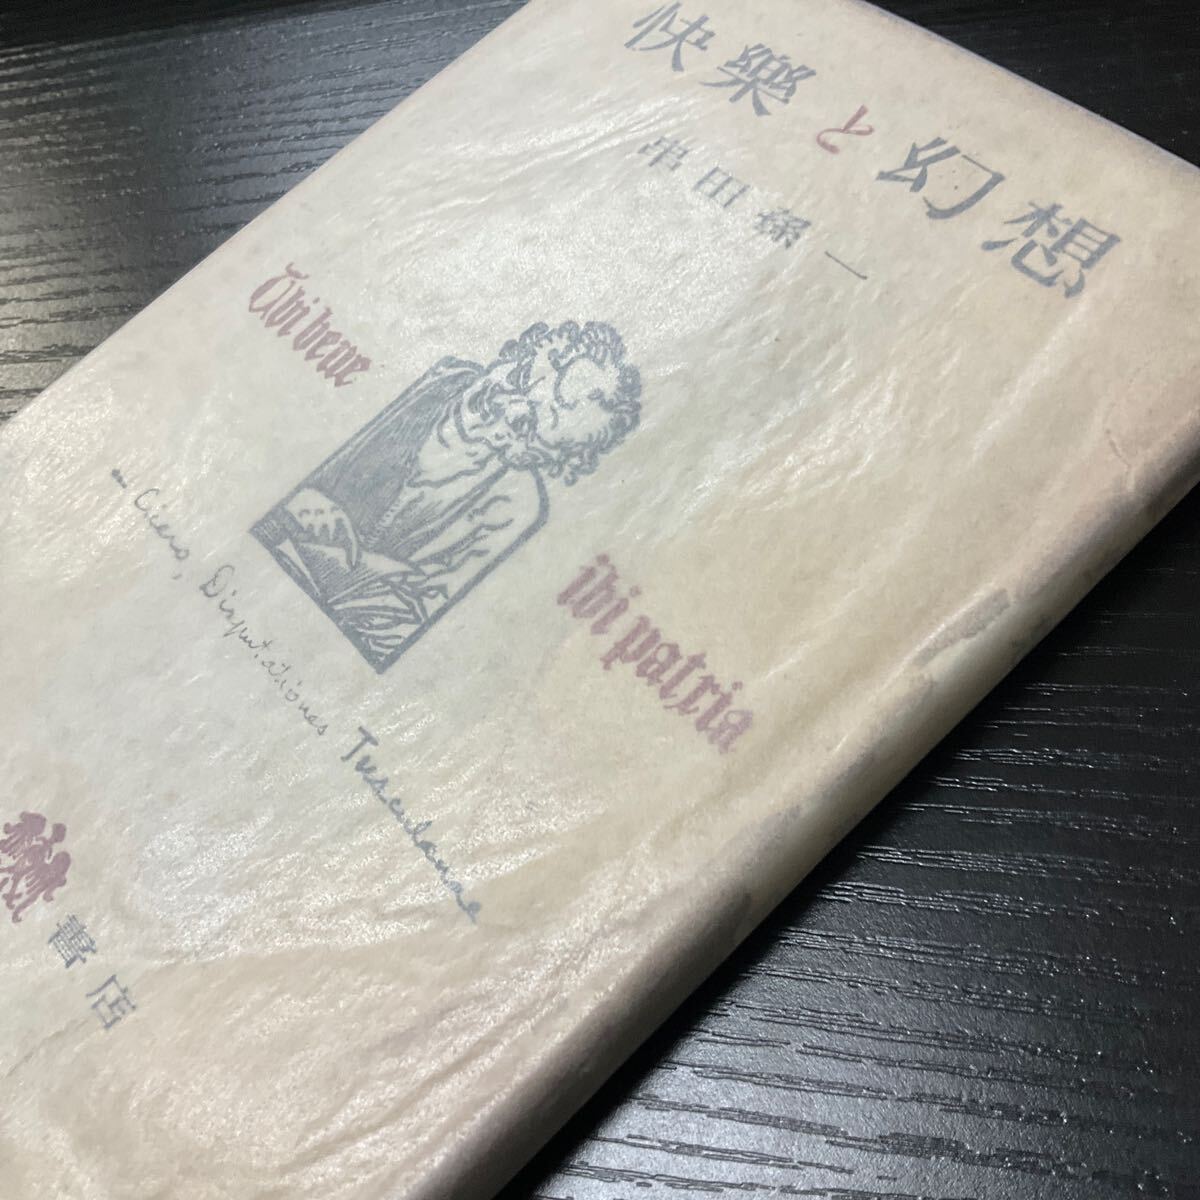 快樂と幻想
串田孫一
Ubi bene
ibi patria
— Cicero, Disputationes Tusculanae
書店